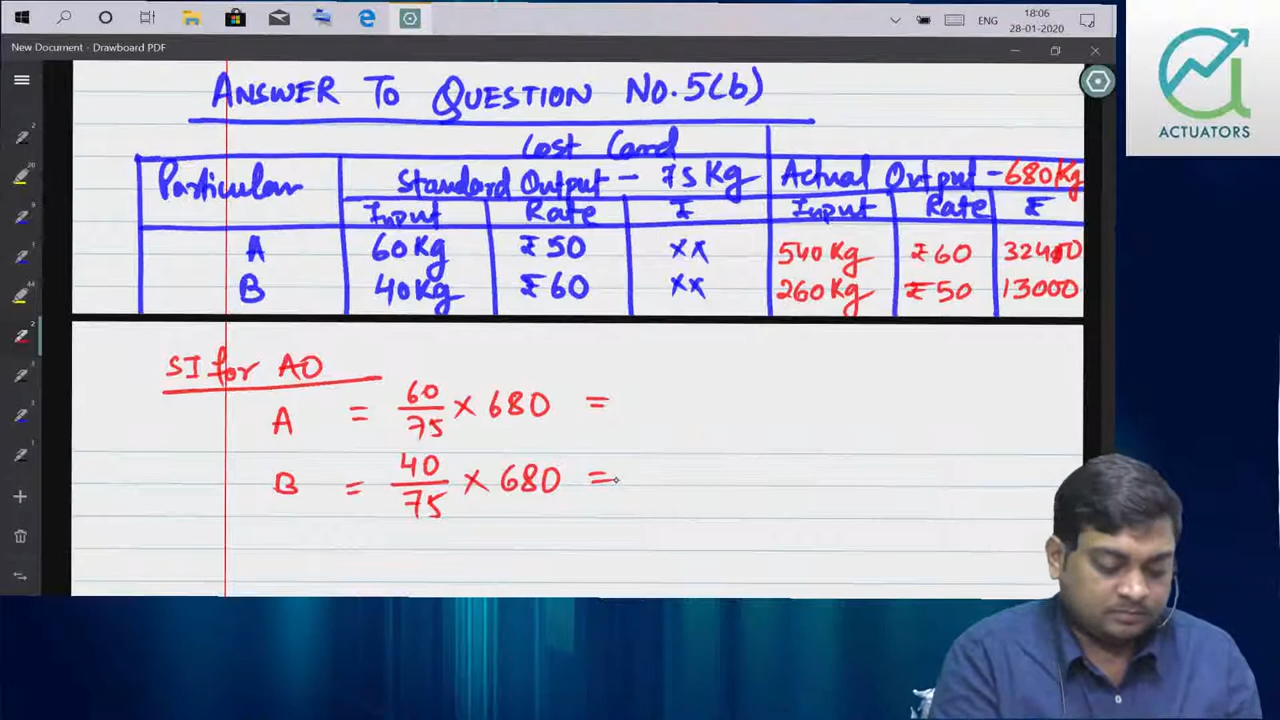 18:06
ENG
28-01-2020
New Document - Drawboard PDF
ACTUATORS
ANSWER TO QUESTION NO.5(b)
Cost Card
Particulars Standard Output - 75 Kg Actual Output - 680 Kg
Input Rate ₹ Input Rate ₹
A 60 Kg ₹ 50 xx 540 Kg ₹ 60 32400
B 40 Kg ₹ 60 xx 260 Kg ₹ 50 13000
SI for AO
A = 60/75 × 680 =
B = 40/75 × 680 =